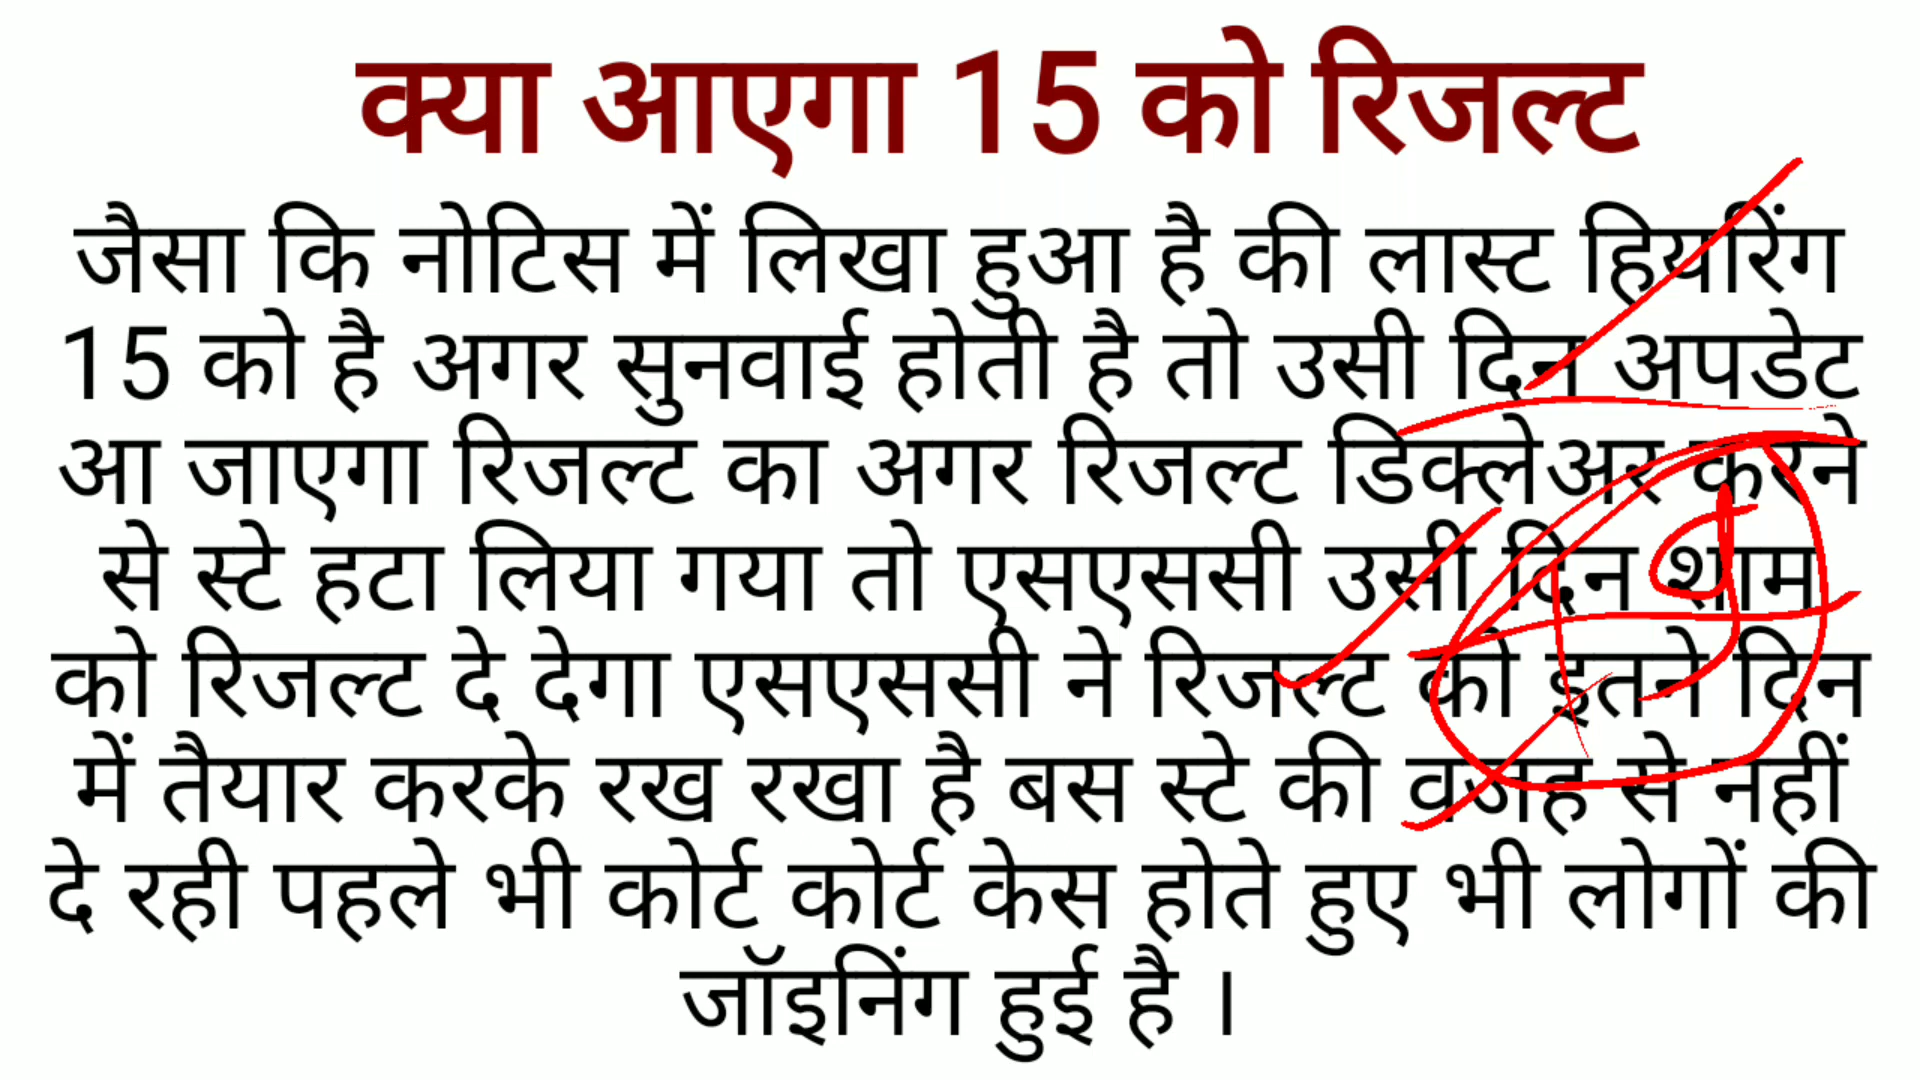 क्या आएगा 15 को रिजल्ट
जैसा कि नोटिस में लिखा हुआ है की लास्ट हियरिंग
15 को है अगर सुनवाई होती है तो उसी दिन अपडेट
आ जाएगा रिजल्ट का अगर रिजल्ट डिक्लेअर करने
से स्टे हटा लिया गया तो एसएससी उसी दिन शाम
को रिजल्ट दे देगा एसएससी ने रिजल्ट को इतने दिन
में तैयार करके रख रखा है बस स्टे की वजह से नहीं
दे रही पहले भी कोर्ट कोर्ट केस होते हुए भी लोगों की
जॉइनिंग हुई है ।